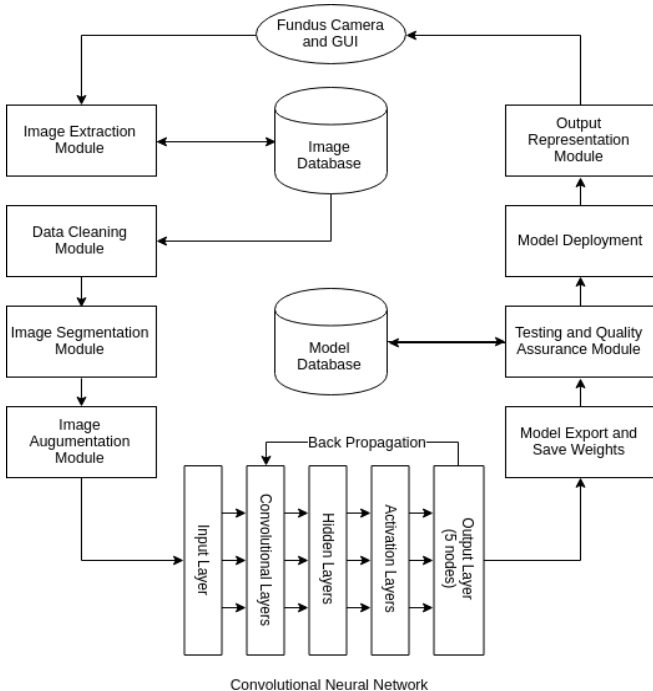 Fundus Camera
and GUI
Image Extraction
Module
Image
Database
Output
Representation
Module
Data Cleaning
Module
Model Deployment
Image Segmentation
Module
Model
Database
Testing and Quality
Assurance Module
Image
Augumentation
Module
Model Export and
Save Weights
Back Propagation
Input Layer
Convolutional Layers
Hidden Layers
Activation Layers
Output Layer
(5 nodes)
Convolutional Neural Network